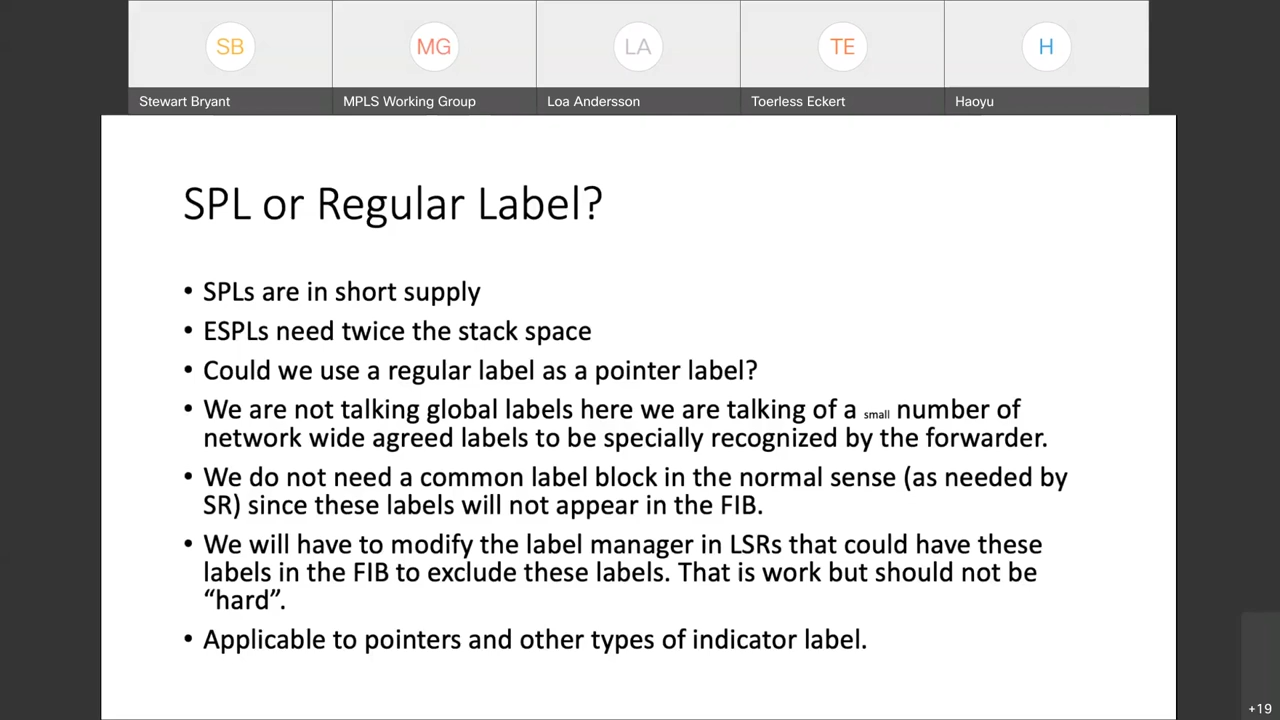 SB
MG
LA
TE
H
Stewart Bryant
MPLS Working Group
Loa Andersson
Toerless Eckert
Haoyu
SPL or Regular Label?
• SPLs are in short supply
• ESPLs need twice the stack space
• Could we use a regular label as a pointer label?
• We are not talking global labels here we are talking of a small number of
network wide agreed labels to be specially recognized by the forwarder.
• We do not need a common label block in the normal sense (as needed by
SR) since these labels will not appear in the FIB.
• We will have to modify the label manager in LSRs that could have these
labels in the FIB to exclude these labels. That is work but should not be
“hard”.
• Applicable to pointers and other types of indicator label.
+19